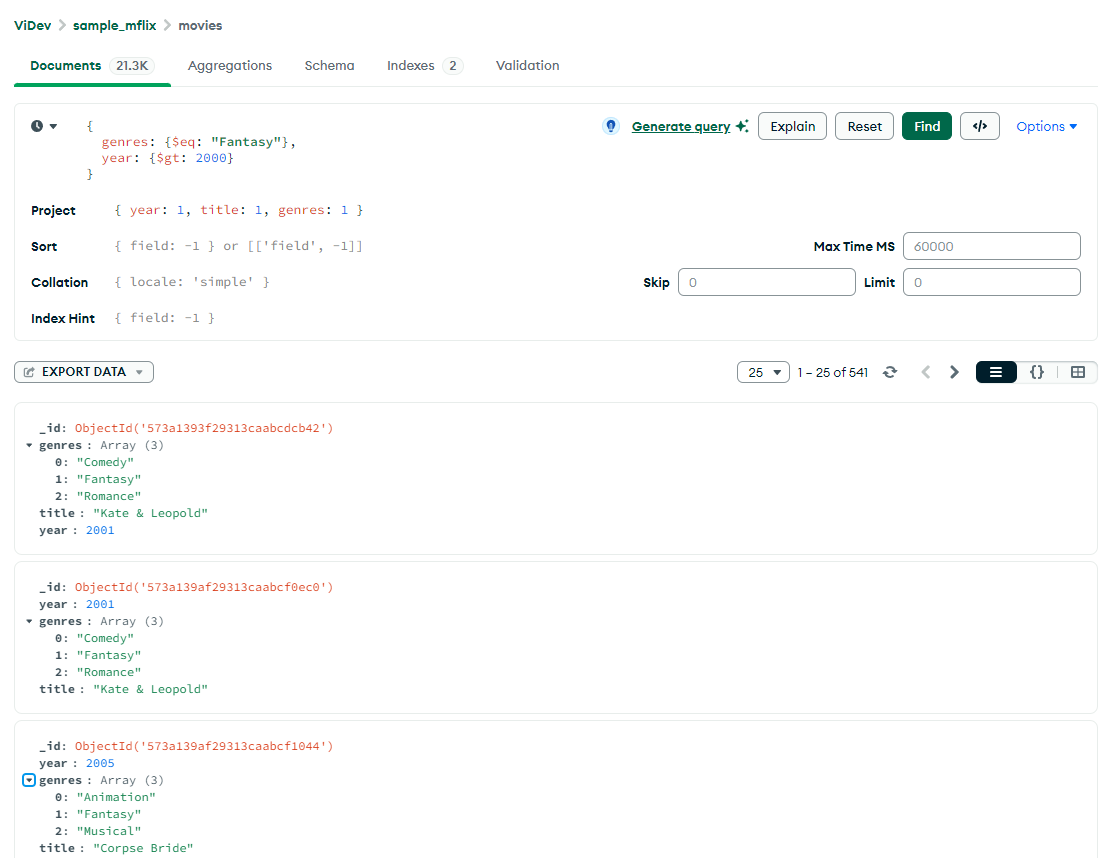 ViDev > sample_mflix > movies
Documents 21.3K Aggregations Schema Indexes 2 Validation
{
genres: {$eq: "Fantasy"},
year: {$gt: 2000}
}
Generate query Explain Reset Find </> Options
Project { year: 1, title: 1, genres: 1 }
Sort { field: -1 } or [['field', -1]] Max Time MS 60000
Collation { locale: 'simple' } Skip 0 Limit 0
Index Hint { field: -1 }
EXPORT DATA 25 1 – 25 of 541 {}
_id: ObjectId('573a1393f29313caabcdcb42')
genres : Array (3)
0: "Comedy"
1: "Fantasy"
2: "Romance"
title : "Kate & Leopold"
year : 2001
_id: ObjectId('573a139af29313caabcf0ec0')
year : 2001
genres : Array (3)
0: "Comedy"
1: "Fantasy"
2: "Romance"
title : "Kate & Leopold"
_id: ObjectId('573a139af29313caabcf1044')
year : 2005
genres : Array (3)
0: "Animation"
1: "Fantasy"
2: "Musical"
title : "Corpse Bride"